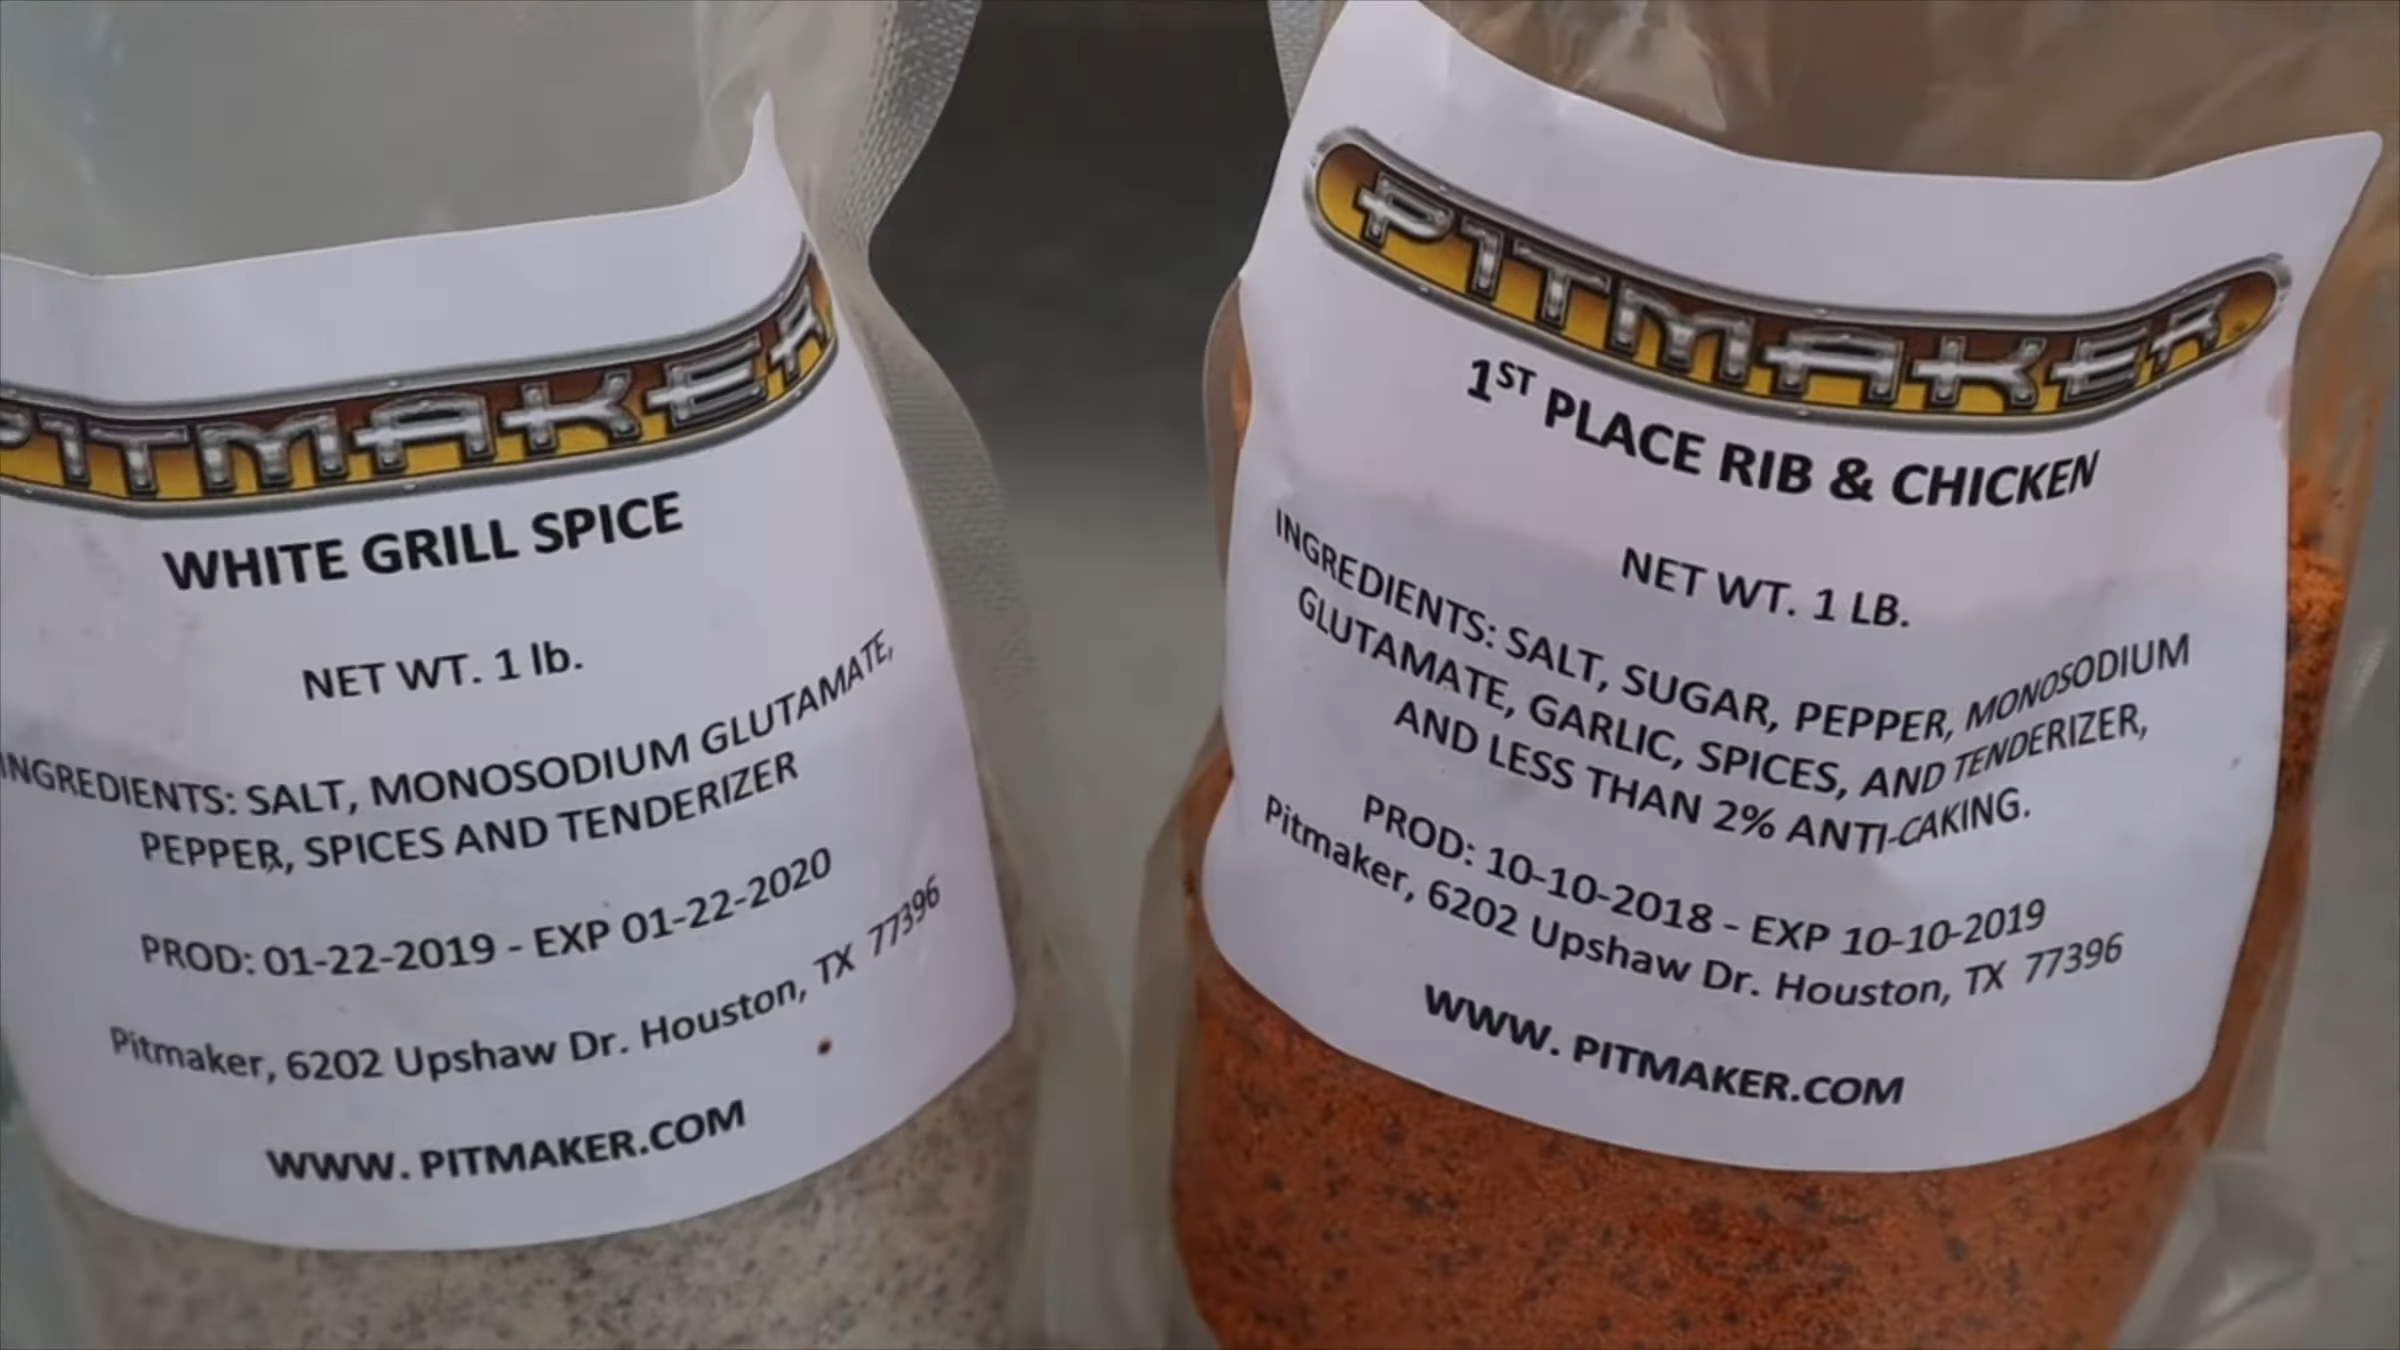 PITMAKER
WHITE GRILL SPICE
NET WT. 1 lb.
INGREDIENTS: SALT, MONOSODIUM GLUTAMATE,
PEPPER, SPICES AND TENDERIZER
PROD: 01-22-2019 - EXP 01-22-2020
Pitmaker, 6202 Upshaw Dr. Houston, TX 77396
WWW. PITMAKER.COM
PITMAKER
1ST PLACE RIB & CHICKEN
NET WT. 1 LB.
INGREDIENTS: SALT, SUGAR, PEPPER, MONOSODIUM
GLUTAMATE, GARLIC, SPICES, AND TENDERIZER,
AND LESS THAN 2% ANTI-CAKING.
PROD: 10-10-2018 - EXP 10-10-2019
Pitmaker, 6202 Upshaw Dr. Houston, TX 77396
WWW. PITMAKER.COM